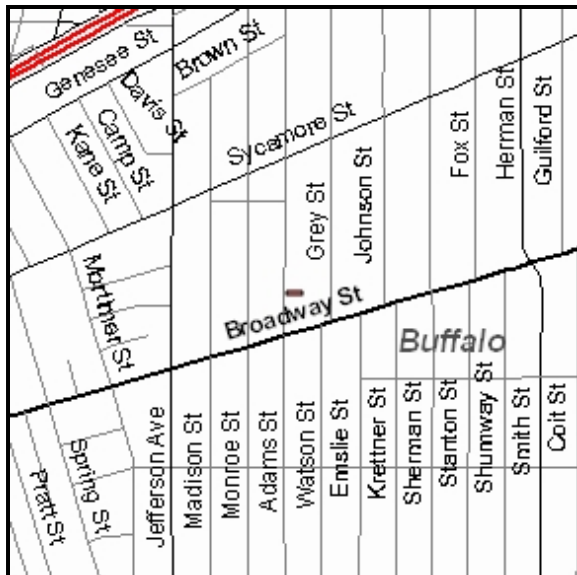 Genesee St
Brown St
Davis St
Camp St
Kane St
Sycamore St
Grey St
Johnson St
Fox St
Herman St
Guilford St
Mortimer St
Broadway St
Buffalo
Pratt St
Spring St
Jefferson Ave
Madison St
Monroe St
Adams St
Watson St
Emslie St
Krettner St
Sherman St
Stanton St
Shumway St
Smith St
Coit St